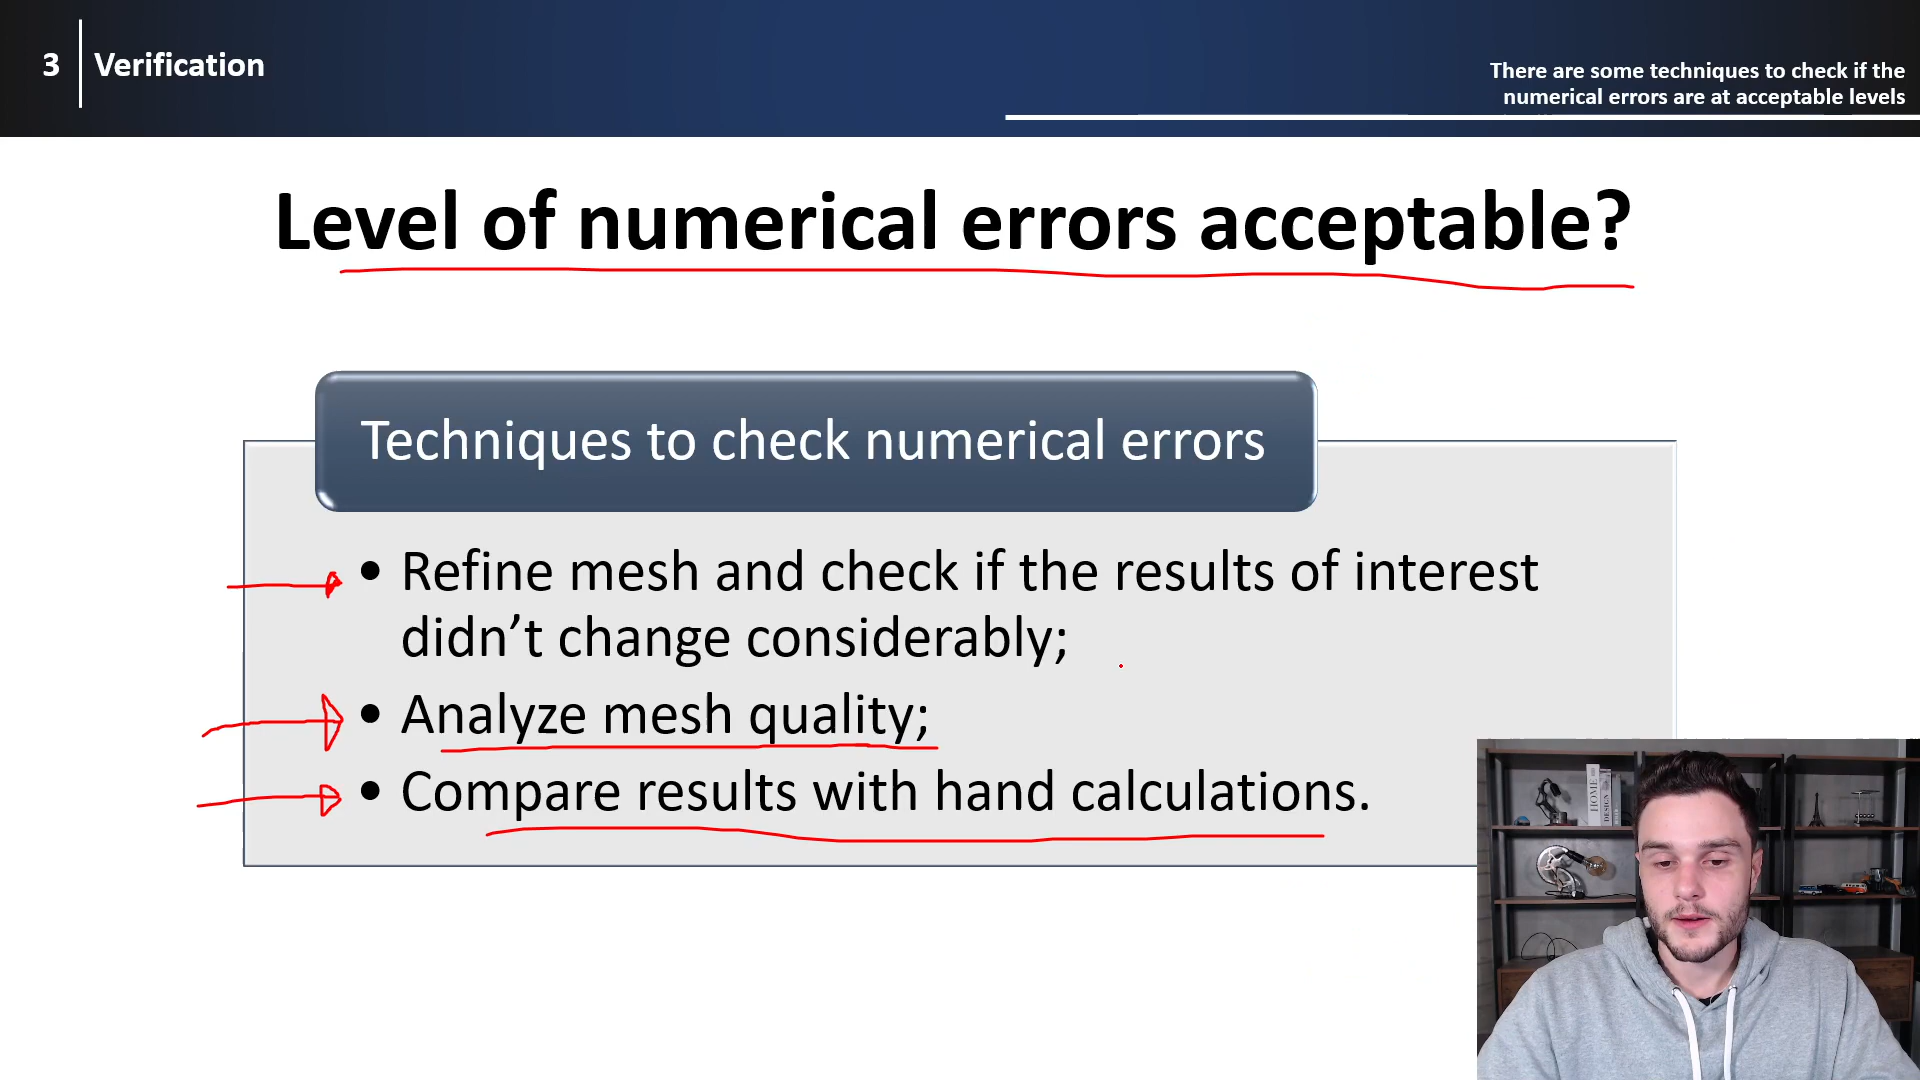 3 Verification
There are some techniques to check if the
numerical errors are at acceptable levels
Level of numerical errors acceptable?
Techniques to check numerical errors
• Refine mesh and check if the results of interest
didn’t change considerably;
• Analyze mesh quality;
• Compare results with hand calculations.
HOME
DESIGN